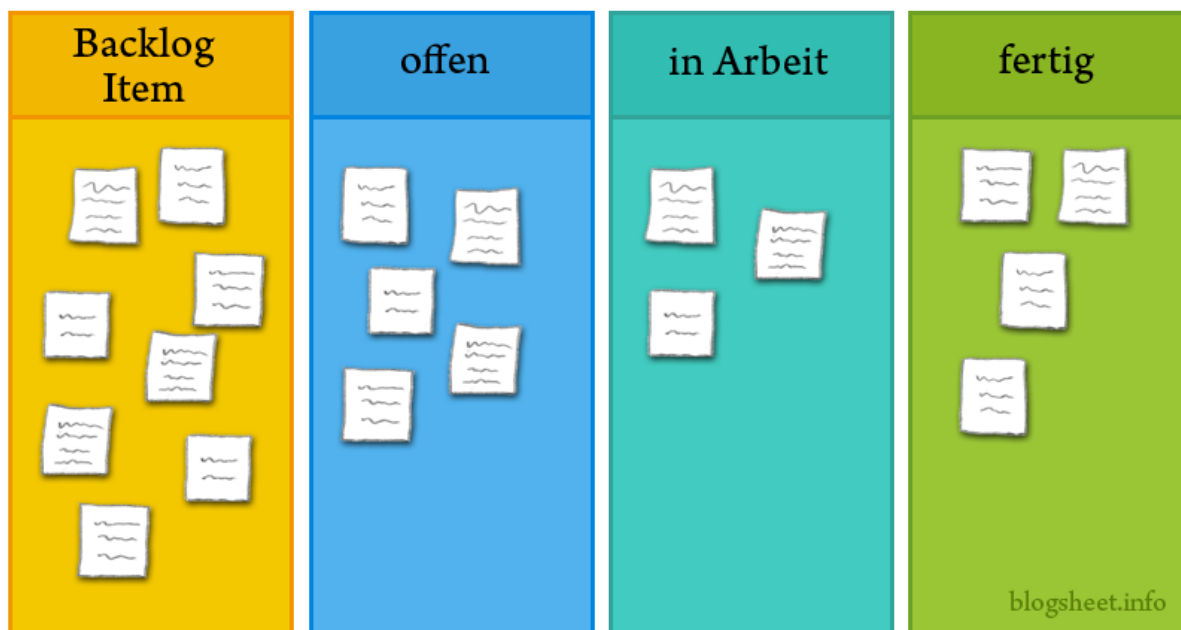 Backlog
Item
offen
in Arbeit
fertig
blogsheet.info